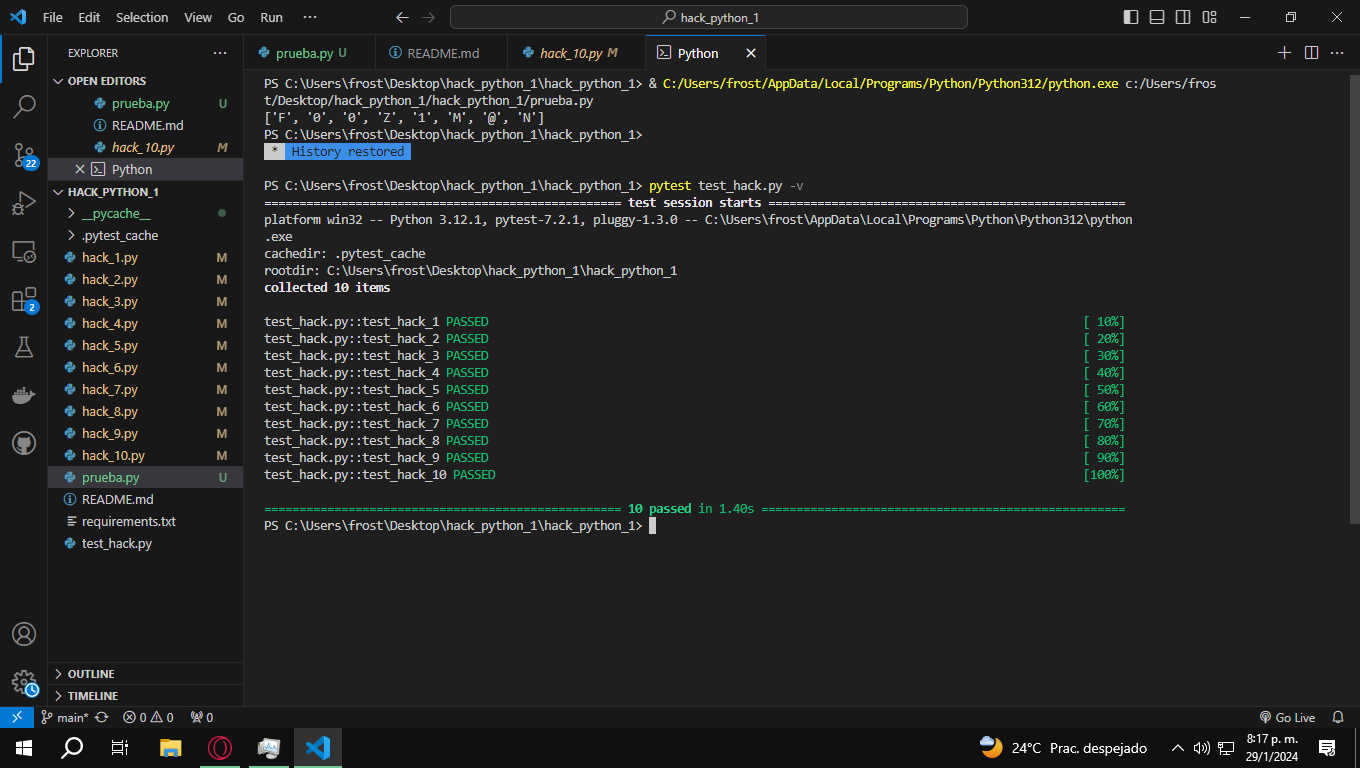 File Edit Selection View Go Run ··· hack_python_1
EXPLORER ···
OPEN EDITORS
prueba.py U
README.md
hack_10.py M
Python
HACK_PYTHON_1
__pycache__
.pytest_cache
hack_1.py M
hack_2.py M
hack_3.py M
hack_4.py M
hack_5.py M
hack_6.py M
hack_7.py M
hack_8.py M
hack_9.py M
hack_10.py M
prueba.py U
README.md
requirements.txt
test_hack.py
OUTLINE
TIMELINE
22
2
prueba.py U README.md hack_10.py M Python
PS C:\Users\frost\Desktop\hack_python_1\hack_python_1> & C:/Users/frost/AppData/Local/Programs/Python/Python312/python.exe c:/Users/fros
t/Desktop/hack_python_1/hack_python_1/prueba.py
['F', '0', '0', 'Z', '1', 'M', '@', 'N']
PS C:\Users\frost\Desktop\hack_python_1\hack_python_1>
* History restored
PS C:\Users\frost\Desktop\hack_python_1\hack_python_1> pytest test_hack.py -v
=================================================== test session starts ===================================================
platform win32 -- Python 3.12.1, pytest-7.2.1, pluggy-1.3.0 -- C:\Users\frost\AppData\Local\Programs\Python\Python312\python
.exe
cachedir: .pytest_cache
rootdir: C:\Users\frost\Desktop\hack_python_1\hack_python_1
collected 10 items
test_hack.py::test_hack_1 PASSED [ 10%]
test_hack.py::test_hack_2 PASSED [ 20%]
test_hack.py::test_hack_3 PASSED [ 30%]
test_hack.py::test_hack_4 PASSED [ 40%]
test_hack.py::test_hack_5 PASSED [ 50%]
test_hack.py::test_hack_6 PASSED [ 60%]
test_hack.py::test_hack_7 PASSED [ 70%]
test_hack.py::test_hack_8 PASSED [ 80%]
test_hack.py::test_hack_9 PASSED [ 90%]
test_hack.py::test_hack_10 PASSED [100%]
=================================================== 10 passed in 1.40s ====================================================
PS C:\Users\frost\Desktop\hack_python_1\hack_python_1>
main* 0 0 0 Go Live
24°C Prac. despejado 8:17 p. m.
29/1/2024